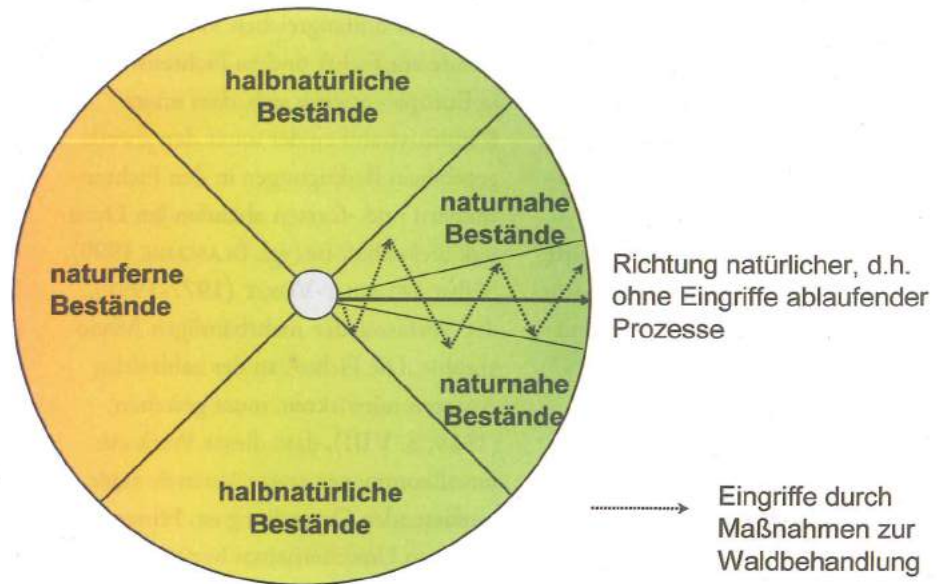 halbnatürliche
Bestände
naturnahe
Bestände
naturferne
Bestände
Richtung natürlicher, d.h.
ohne Eingriffe ablaufender
Prozesse
naturnahe
Bestände
halbnatürliche
Bestände
Eingriffe durch
Maßnahmen zur
Waldbehandlung